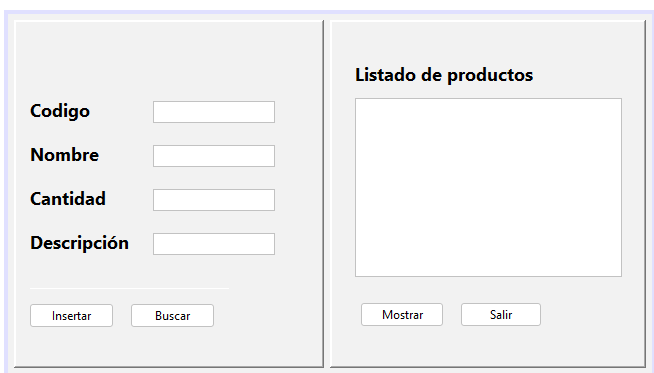 Listado de productos
Codigo
Nombre
Cantidad
Descripción
Insertar
Buscar
Mostrar
Salir